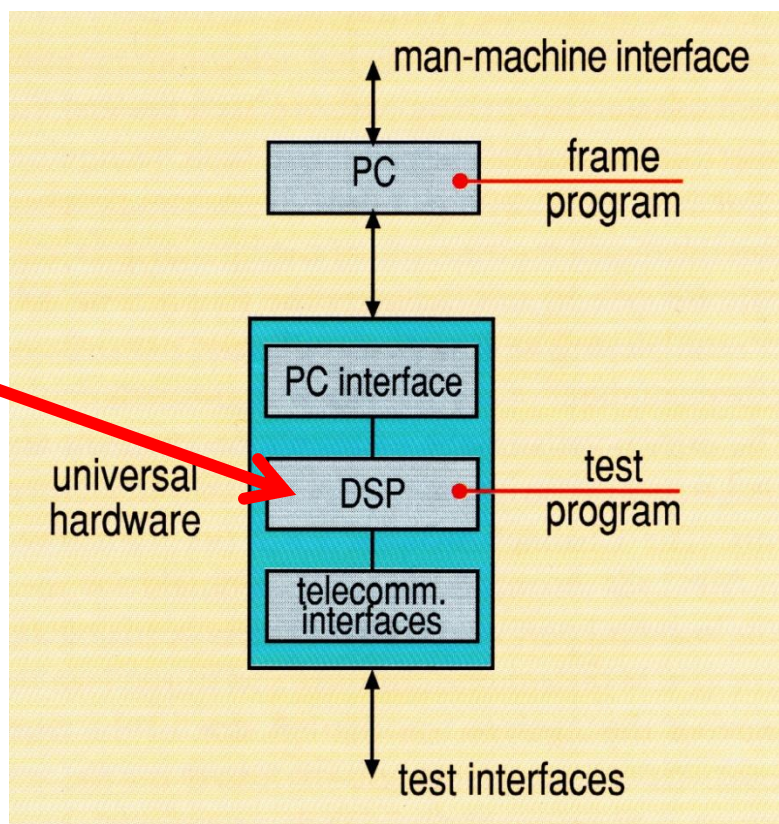 man-machine interface
PC
frame
program
PC interface
universal
hardware
DSP
test
program
telecomm.
interfaces
test interfaces